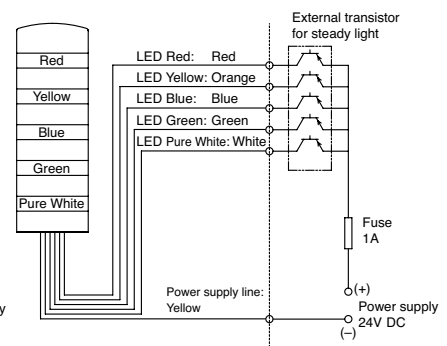 External transistor
for steady light
Red
Yellow
Blue
Green
Pure White
LED Red: Red
LED Yellow: Orange
LED Blue: Blue
LED Green: Green
LED Pure White: White
Fuse
1A
Power supply line:
Yellow
(+)
Power supply
24V DC
(–)
y